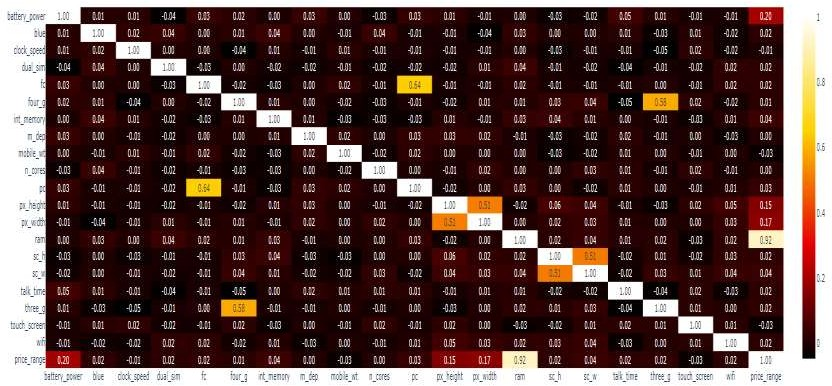 battery_power 1.00 0.01 0.01 -0.04 0.03 0.02 0.00 0.03 0.00 -0.03 0.03 0.01 -0.01 0.00 -0.03 -0.02 0.05 0.01 -0.01 -0.01 0.20 1
blue 0.01 1.00 0.02 0.04 0.00 0.01 0.04 0.00 -0.01 0.04 -0.01 -0.01 -0.04 0.03 0.00 0.00 0.01 -0.03 0.01 -0.02 0.02
clock_speed 0.01 0.02 1.00 0.00 0.00 -0.04 0.01 -0.01 0.01 -0.01 -0.01 -0.01 -0.01 0.00 -0.03 -0.01 -0.01 -0.05 0.02 -0.02 -0.01
dual_sim -0.04 0.04 0.00 1.00 -0.03 0.00 -0.02 -0.02 -0.01 -0.02 -0.02 -0.02 0.01 0.04 -0.01 -0.02 -0.04 -0.01 -0.02 0.02 0.02
fc 0.03 0.00 0.00 -0.03 1.00 -0.02 -0.03 0.00 0.02 -0.01 0.64 -0.01 -0.01 0.02 -0.01 -0.01 -0.01 0.00 -0.01 0.02 0.02 0.8
four_g 0.02 0.01 -0.04 0.00 -0.02 1.00 0.01 0.00 -0.02 -0.03 -0.01 -0.02 0.01 0.01 0.03 0.04 -0.05 0.58 0.02 -0.02 0.01
int_memory 0.00 0.04 0.01 -0.02 -0.03 0.01 1.00 0.01 -0.03 -0.03 -0.03 0.01 -0.01 0.03 0.04 0.01 0.00 -0.01 -0.03 0.01 0.04
m_dep 0.03 0.00 -0.01 -0.02 0.00 0.00 0.01 1.00 0.02 0.00 0.03 0.03 0.02 -0.01 -0.03 -0.02 0.02 -0.01 0.00 -0.03 0.00
mobile_wt 0.00 -0.01 0.01 -0.01 0.02 -0.02 -0.03 0.02 1.00 -0.02 0.02 0.00 0.00 0.00 -0.03 -0.02 0.01 0.00 -0.01 0.00 -0.03 0.6
n_cores -0.03 0.04 -0.01 -0.02 -0.01 -0.03 -0.03 0.00 -0.02 1.00 0.00 -0.01 0.02 0.00 0.00 0.03 0.01 -0.01 0.02 -0.01 0.00
pc 0.03 -0.01 -0.01 -0.02 0.64 -0.01 -0.03 0.03 0.02 0.00 1.00 -0.02 0.00 0.03 0.00 -0.02 0.01 0.00 -0.01 0.01 0.03
px_height 0.01 -0.01 -0.01 -0.02 -0.01 -0.02 0.01 0.03 0.00 -0.01 -0.02 1.00 0.51 -0.02 0.06 0.04 -0.01 -0.03 0.02 0.05 0.15
px_width -0.01 -0.04 -0.01 0.01 -0.01 0.01 -0.01 0.02 0.00 0.02 0.00 0.51 1.00 0.00 0.02 0.03 0.01 0.00 0.00 0.03 0.17 0.4
ram 0.00 0.03 0.00 0.04 0.02 0.01 0.03 -0.01 0.00 0.00 0.03 -0.02 0.00 1.00 0.02 0.04 0.01 0.02 -0.03 0.02 0.92
sc_h -0.03 0.00 -0.03 -0.01 -0.01 0.03 0.04 -0.03 -0.03 0.00 0.00 0.06 0.02 0.02 1.00 0.51 -0.02 0.01 -0.02 0.03 0.02
sc_w -0.02 0.00 -0.01 -0.02 -0.01 0.04 0.01 -0.02 -0.02 0.03 -0.02 0.04 0.03 0.04 0.51 1.00 -0.02 0.03 0.01 0.04 0.04 0.2
talk_time 0.05 0.01 -0.01 -0.04 -0.01 -0.05 0.00 0.02 0.01 0.01 0.01 -0.01 0.01 0.01 -0.02 -0.02 1.00 -0.04 0.02 -0.03 0.02
three_g 0.01 -0.03 -0.05 -0.01 0.00 0.58 -0.01 -0.01 0.00 -0.01 0.00 -0.03 0.00 0.02 0.01 0.03 -0.04 1.00 0.01 0.00 0.02
touch_screen -0.01 0.01 0.02 -0.02 -0.01 0.02 -0.03 0.00 -0.01 0.02 -0.01 0.02 0.00 -0.03 -0.02 0.01 0.02 0.01 1.00 0.01 -0.03
wifi -0.01 -0.02 -0.02 0.02 0.02 -0.02 0.01 -0.03 0.00 -0.01 0.01 0.05 0.03 0.02 0.03 0.04 -0.03 0.00 0.01 1.00 0.02 0
price_range 0.20 0.02 -0.01 0.02 0.02 0.01 0.04 0.00 -0.03 0.00 0.03 0.15 0.17 0.92 0.02 0.04 0.02 0.02 -0.03 0.02 1.00
battery_power blue clock_speed dual_sim fc four_g int_memory m_dep mobile_wt n_cores pc px_height px_width ram sc_h sc_w talk_time three_g touch_screen wifi price_range